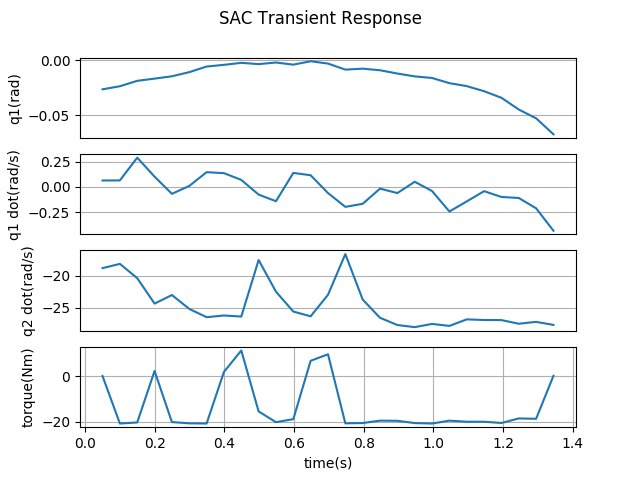 SAC Transient Response
0.00
−0.05
q1(rad)
0.25
0.00
−0.25
q1 dot(rad/s)
−20
−25
q2 dot(rad/s)
0
−20
torque(Nm)
0.0 0.2 0.4 0.6 0.8 1.0 1.2 1.4
time(s)